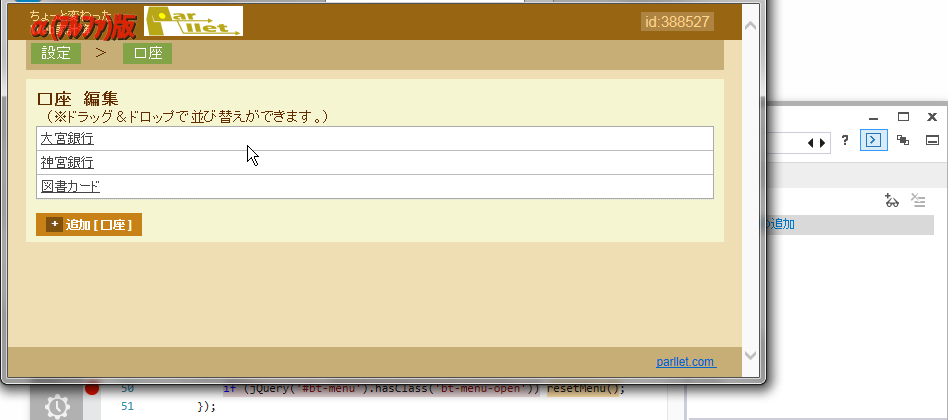 ちょっと変わった
α(アルファ)版
Parllet
id:388527
設定 > 口座
口座 編集
(※ドラッグ＆ドロップで並び替えができます。)
大宮銀行
神宮銀行
図書カード
+ 追加 [ 口座 ]
parllet.com
?
追加
50 if (jQuery('#bt-menu').hasClass('bt-menu-open')) resetMenu();
51 });